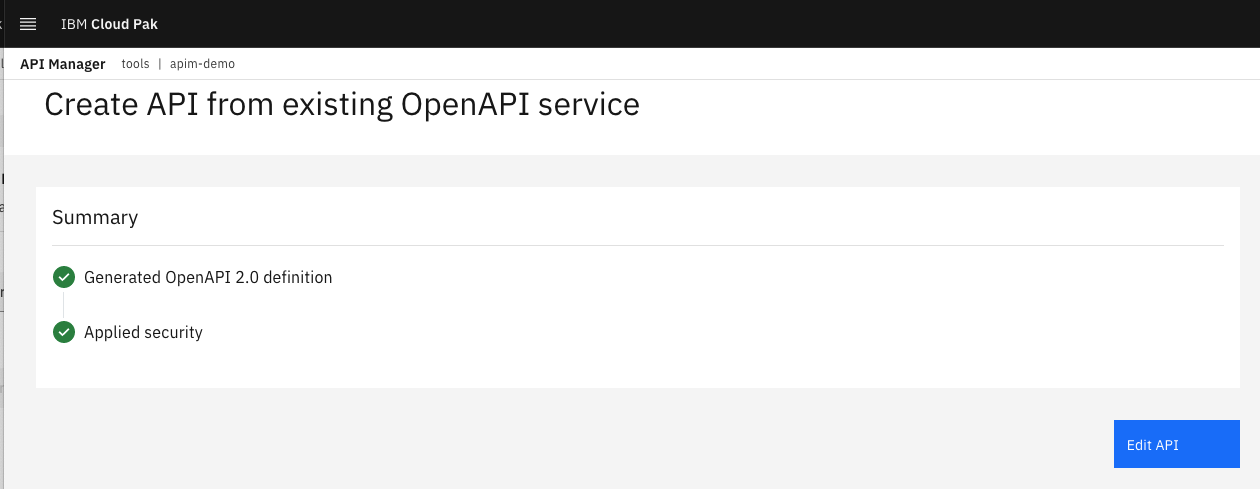 IBM Cloud Pak
API Manager tools | apim-demo
Create API from existing OpenAPI service
Summary
Generated OpenAPI 2.0 definition
Applied security
Edit API